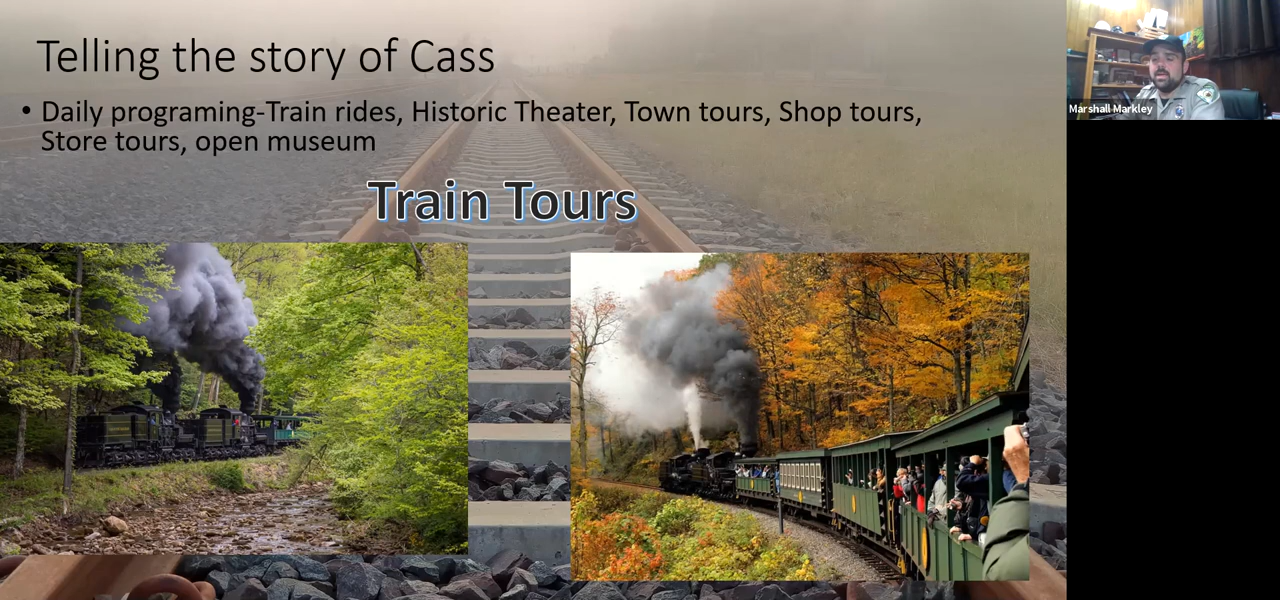 Telling the story of Cass
• Daily programing-Train rides, Historic Theater, Town tours, Shop tours,
Store tours, open museum
Train Tours
Marshall Markley